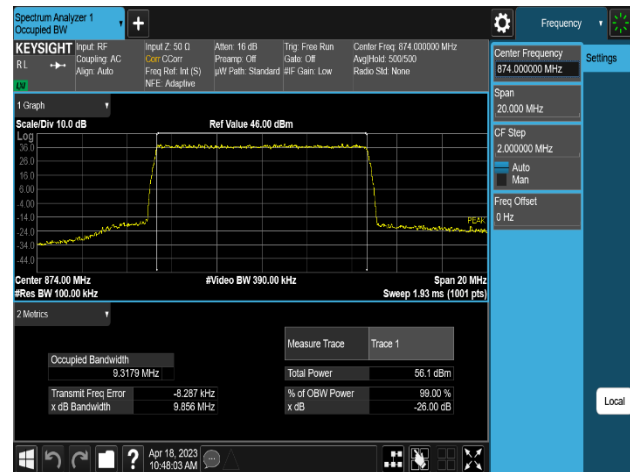 Spectrum Analyzer 1
Occupied BW
+
Frequency
KEYSIGHT
RL
LXI
Input: RF
Coupling: AC
Align: Auto
Input Z: 50 Ω
Corr CCorr
Freq Ref: Int (S)
NFE: Adaptive
Atten: 16 dB
Preamp: Off
µW Path: Standard
Trig: Free Run
Gate: Off
#IF Gain: Low
Center Freq: 874.000000 MHz
Avg|Hold: 500/500
Radio Std: None
Center Frequency
874.000000 MHz
Settings
Span
20.000 MHz
CF Step
2.000000 MHz
Auto
Man
Freq Offset
0 Hz
Local
1 Graph
Scale/Div 10.0 dB
Ref Value 46.00 dBm
Log
36.0
26.0
16.0
6.00
-4.00
-14.0
-24.0
-34.0
-44.0
PEAK
Center 874.00 MHz
#Video BW 390.00 kHz
Span 20 MHz
#Res BW 100.00 kHz
Sweep 1.93 ms (1001 pts)
2 Metrics
Measure Trace
Trace 1
Occupied Bandwidth
9.3179 MHz
Total Power
56.1 dBm
Transmit Freq Error
-8.287 kHz
% of OBW Power
99.00 %
x dB Bandwidth
9.856 MHz
x dB
-26.00 dB
?
Apr 18, 2023
10:48:03 AM